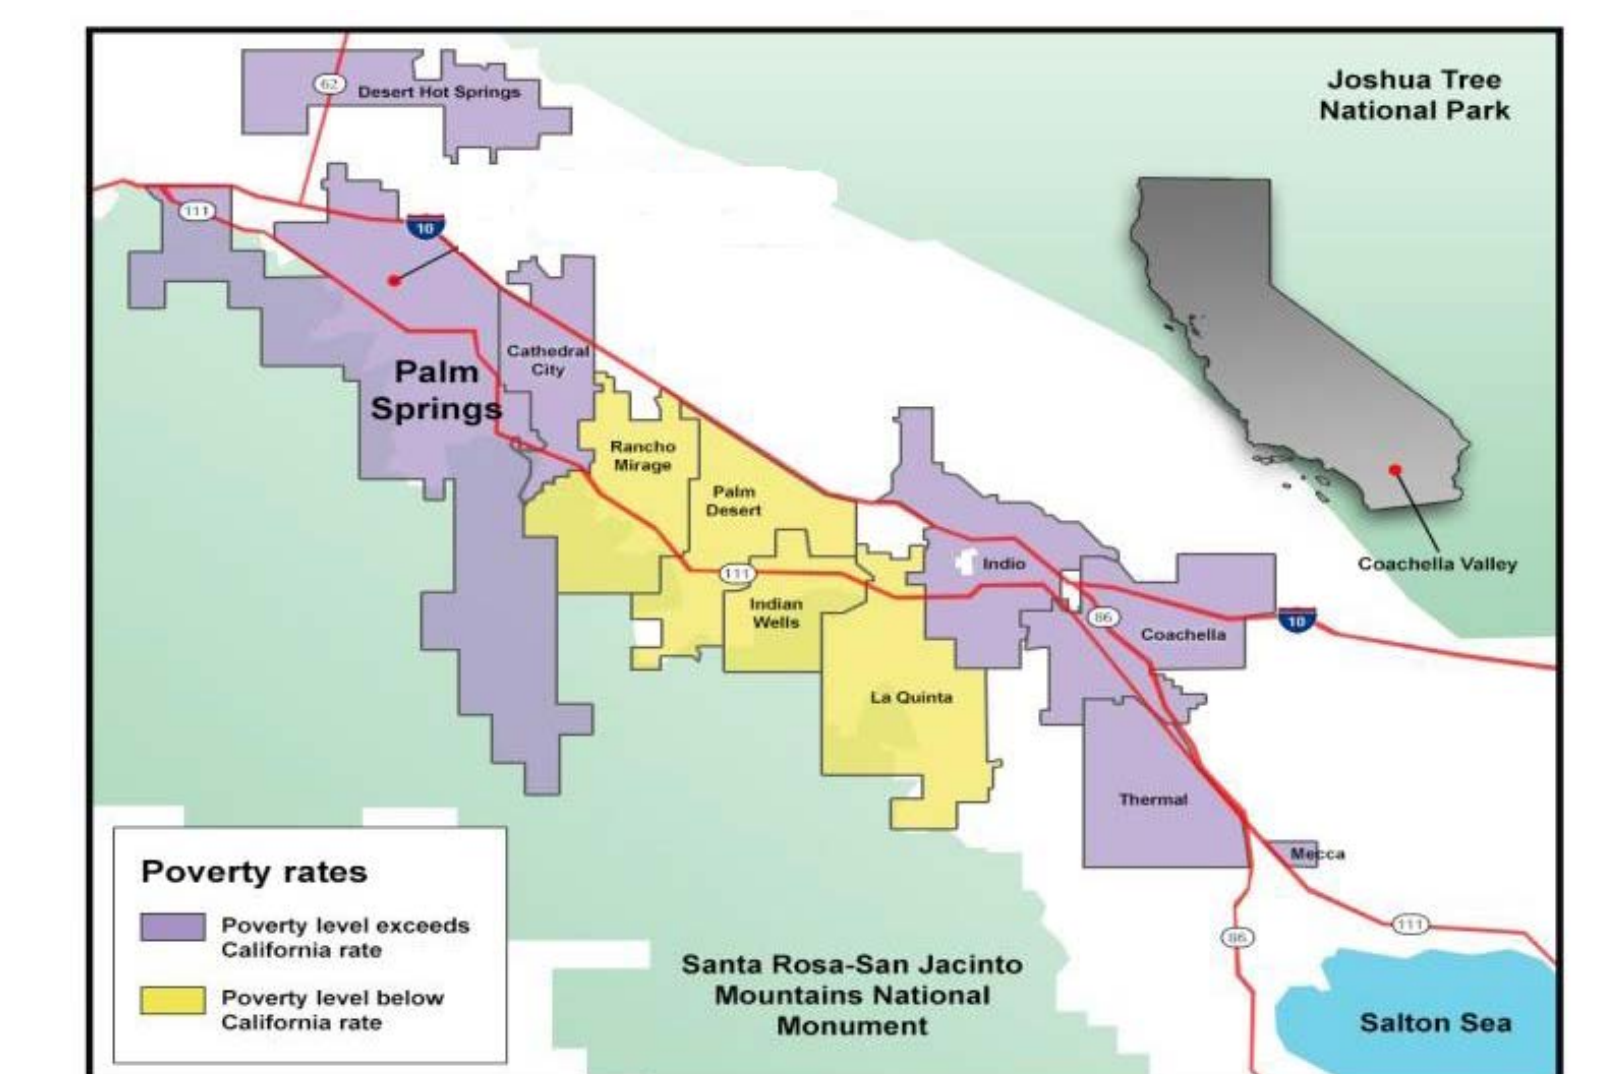 Joshua Tree
National Park
62
Desert Hot Springs
111
10
Cathedral
City
Palm
Springs
Rancho
Mirage
Palm
Desert
111
Indian
Wells
Indio
Coachella Valley
86
10
Coachella
La Quinta
Thermal
Mecca
111
86
Poverty rates
Poverty level exceeds
California rate
Poverty level below
California rate
Santa Rosa-San Jacinto
Mountains National
Monument
Salton Sea